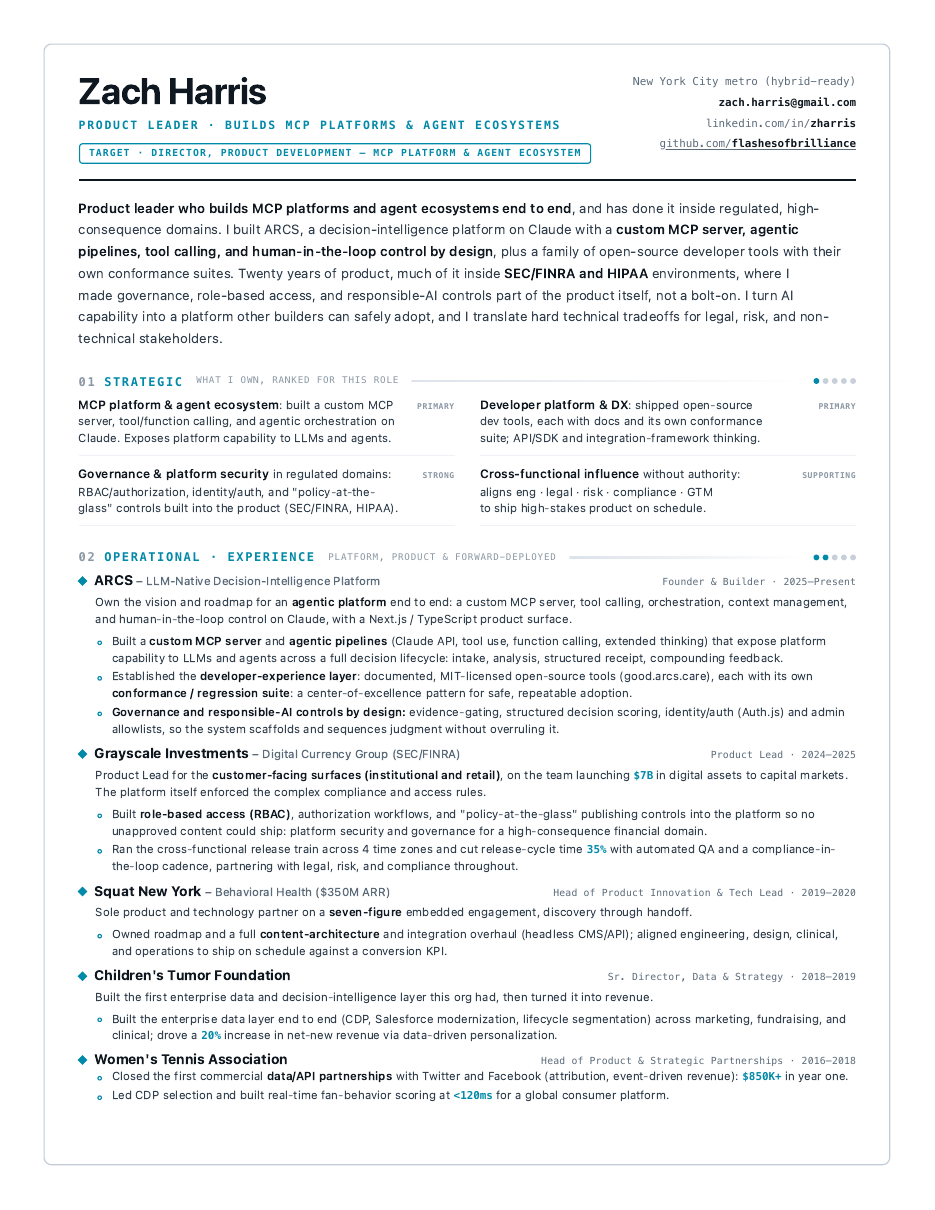 Zach Harris
PRODUCT LEADER · BUILDS MCP PLATFORMS & AGENT ECOSYSTEMS
TARGET · DIRECTOR, PRODUCT DEVELOPMENT — MCP PLATFORM & AGENT ECOSYSTEM
New York City metro (hybrid-ready)
zach.harris@gmail.com
linkedin.com/in/zharris
github.com/flashesofbrilliance
Product leader who builds MCP platforms and agent ecosystems end to end, and has done it inside regulated, high-
consequence domains. I built ARCS, a decision-intelligence platform on Claude with a custom MCP server, agentic
pipelines, tool calling, and human-in-the-loop control by design, plus a family of open-source developer tools with their
own conformance suites. Twenty years of product, much of it inside SEC/FINRA and HIPAA environments, where I
made governance, role-based access, and responsible-AI controls part of the product itself, not a bolt-on. I turn AI
capability into a platform other builders can safely adopt, and I translate hard technical tradeoffs for legal, risk, and non-
technical stakeholders.
01 STRATEGIC WHAT I OWN, RANKED FOR THIS ROLE
MCP platform & agent ecosystem: built a custom MCP PRIMARY
server, tool/function calling, and agentic orchestration on
Claude. Exposes platform capability to LLMs and agents.
Developer platform & DX: shipped open-source PRIMARY
dev tools, each with docs and its own conformance
suite; API/SDK and integration-framework thinking.
Governance & platform security in regulated domains: STRONG
RBAC/authorization, identity/auth, and "policy-at-the-
glass" controls built into the product (SEC/FINRA, HIPAA).
Cross-functional influence without authority: SUPPORTING
aligns eng · legal · risk · compliance · GTM
to ship high-stakes product on schedule.
02 OPERATIONAL · EXPERIENCE PLATFORM, PRODUCT & FORWARD-DEPLOYED
ARCS – LLM-Native Decision-Intelligence Platform Founder & Builder · 2025–Present
Own the vision and roadmap for an agentic platform end to end: a custom MCP server, tool calling, orchestration, context management,
and human-in-the-loop control on Claude, with a Next.js / TypeScript product surface.
Built a custom MCP server and agentic pipelines (Claude API, tool use, function calling, extended thinking) that expose platform
capability to LLMs and agents across a full decision lifecycle: intake, analysis, structured receipt, compounding feedback.
Established the developer-experience layer: documented, MIT-licensed open-source tools (good.arcs.care), each with its own
conformance / regression suite: a center-of-excellence pattern for safe, repeatable adoption.
Governance and responsible-AI controls by design: evidence-gating, structured decision scoring, identity/auth (Auth.js) and admin
allowlists, so the system scaffolds and sequences judgment without overruling it.
Grayscale Investments – Digital Currency Group (SEC/FINRA) Product Lead · 2024–2025
Product Lead for the customer-facing surfaces (institutional and retail), on the team launching $7B in digital assets to capital markets.
The platform itself enforced the complex compliance and access rules.
Built role-based access (RBAC), authorization workflows, and "policy-at-the-glass" publishing controls into the platform so no
unapproved content could ship: platform security and governance for a high-consequence financial domain.
Ran the cross-functional release train across 4 time zones and cut release-cycle time 35% with automated QA and a compliance-in-
the-loop cadence, partnering with legal, risk, and compliance throughout.
Squat New York – Behavioral Health ($350M ARR) Head of Product Innovation & Tech Lead · 2019–2020
Sole product and technology partner on a seven-figure embedded engagement, discovery through handoff.
Owned roadmap and a full content-architecture and integration overhaul (headless CMS/API); aligned engineering, design, clinical,
and operations to ship on schedule against a conversion KPI.
Children's Tumor Foundation Sr. Director, Data & Strategy · 2018–2019
Built the first enterprise data and decision-intelligence layer this org had, then turned it into revenue.
Built the enterprise data layer end to end (CDP, Salesforce modernization, lifecycle segmentation) across marketing, fundraising, and
clinical; drove a 20% increase in net-new revenue via data-driven personalization.
Women's Tennis Association Head of Product & Strategic Partnerships · 2016–2018
Closed the first commercial data/API partnerships with Twitter and Facebook (attribution, event-driven revenue): $850K+ in year one.
Led CDP selection and built real-time fan-behavior scoring at <120ms for a global consumer platform.